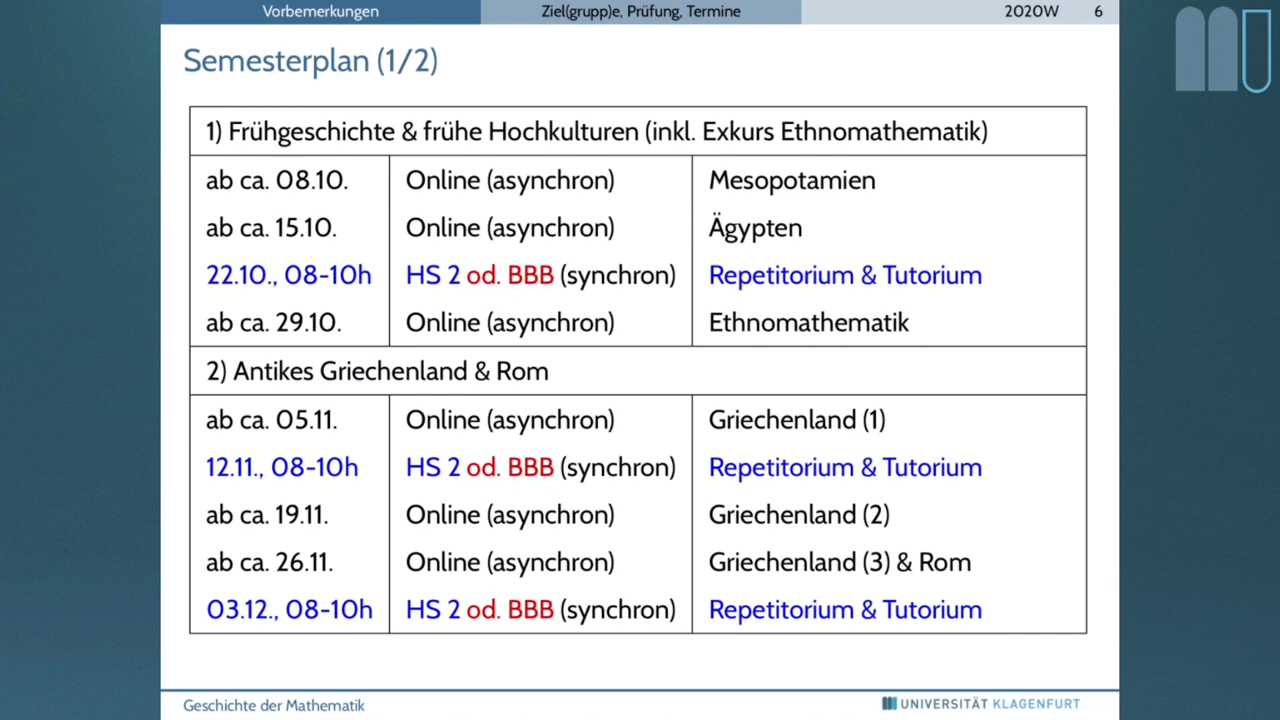 Vorbemerkungen Ziel(grupp)e, Prüfung, Termine 2020W 6
Semesterplan (1/2)
1) Frühgeschichte & frühe Hochkulturen (inkl. Exkurs Ethnomathematik)
ab ca. 08.10. Online (asynchron) Mesopotamien
ab ca. 15.10. Online (asynchron) Ägypten
22.10., 08-10h HS 2 od. BBB (synchron) Repetitorium & Tutorium
ab ca. 29.10. Online (asynchron) Ethnomathematik
2) Antikes Griechenland & Rom
ab ca. 05.11. Online (asynchron) Griechenland (1)
12.11., 08-10h HS 2 od. BBB (synchron) Repetitorium & Tutorium
ab ca. 19.11. Online (asynchron) Griechenland (2)
ab ca. 26.11. Online (asynchron) Griechenland (3) & Rom
03.12., 08-10h HS 2 od. BBB (synchron) Repetitorium & Tutorium
Geschichte der Mathematik UNIVERSITÄT KLAGENFURT